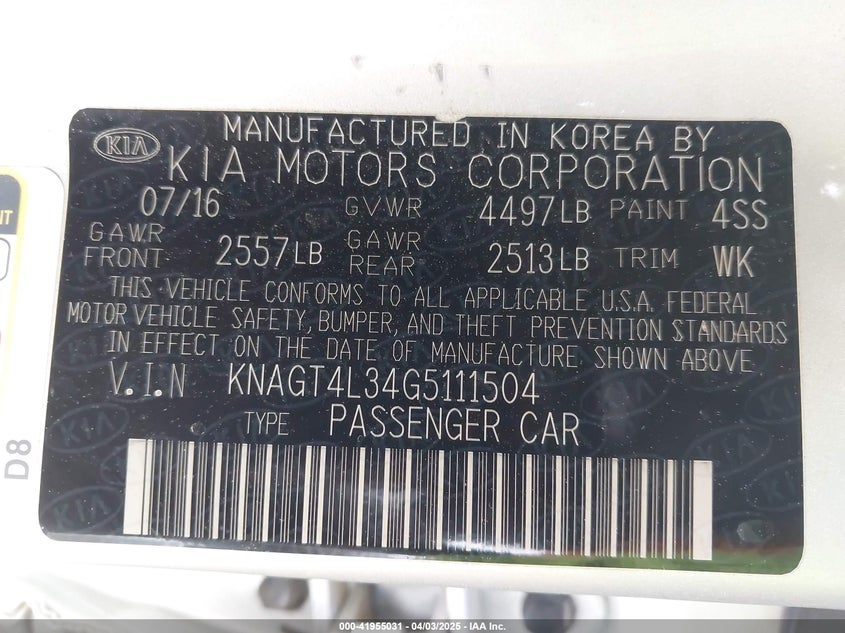 MANUFACTURED IN KOREA BY
KIA
KIA MOTORS CORPORATION
07/16 GVWR 4497LB PAINT 4SS
GAWR FRONT 2557LB GAWR REAR 2513LB TRIM WK
THIS VEHICLE CONFORMS TO ALL APPLICABLE U.S.A. FEDERAL
MOTOR VEHICLE SAFETY, BUMPER, AND THEFT PREVENTION STANDARDS
IN EFFECT ON THE DATE OF MANUFACTURE SHOWN ABOVE.
V.I.N KNAGT4L34G5111504
TYPE PASSENGER CAR
D8
000-41955031 - 04/03/2025 - IAA Inc.